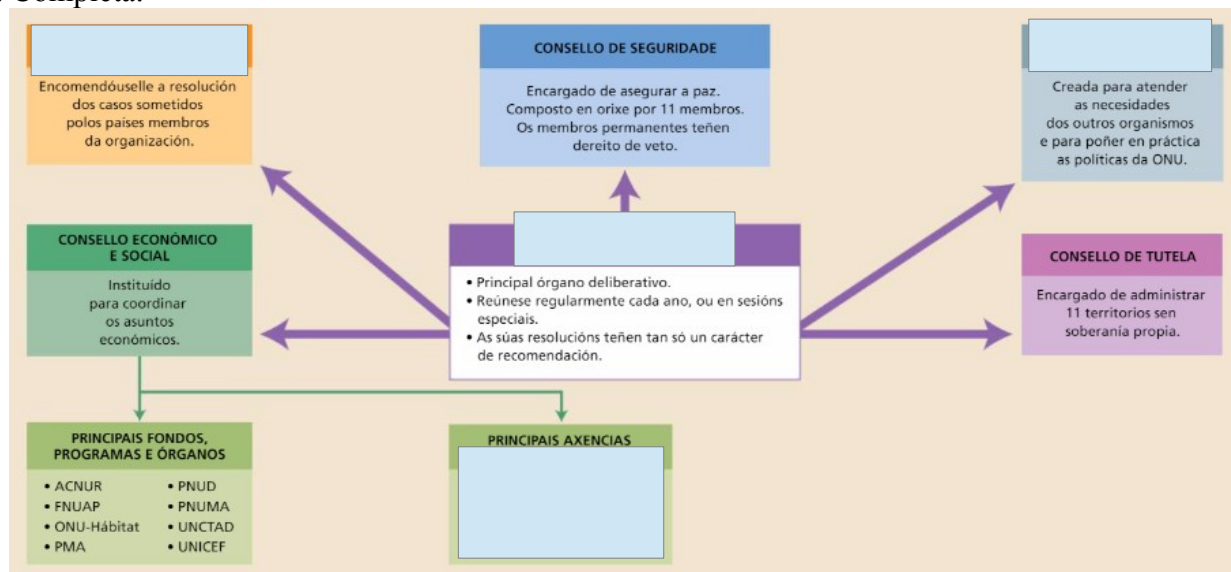 Completa.
Encomendóuselle a resolución
dos casos sometidos
polos países membros
da organización.
CONSELLO DE SEGURIDADE
Encargado de asegurar a paz.
Composto en orixe por 11 membros.
Os membros permanentes teñen
dereito de veto.
Creada para atender
as necesidades
dos outros organismos
e para poñer en práctica
as políticas da ONU.
CONSELLO ECONÓMICO
E SOCIAL
Instituído
para coordinar
os asuntos
económicos.
• Principal órgano deliberativo.
• Reúnese regularmente cada ano, ou en sesións
especiais.
• As súas resolucións teñen tan só un carácter
de recomendación.
CONSELLO DE TUTELA
Encargado de administrar
11 territorios sen
soberanía propia.
PRINCIPAIS FONDOS,
PROGRAMAS E ÓRGANOS
• ACNUR
• FNUAP
• ONU-Hábitat
• PMA
• PNUD
• PNUMA
• UNCTAD
• UNICEF
PRINCIPAIS AXENCIAS